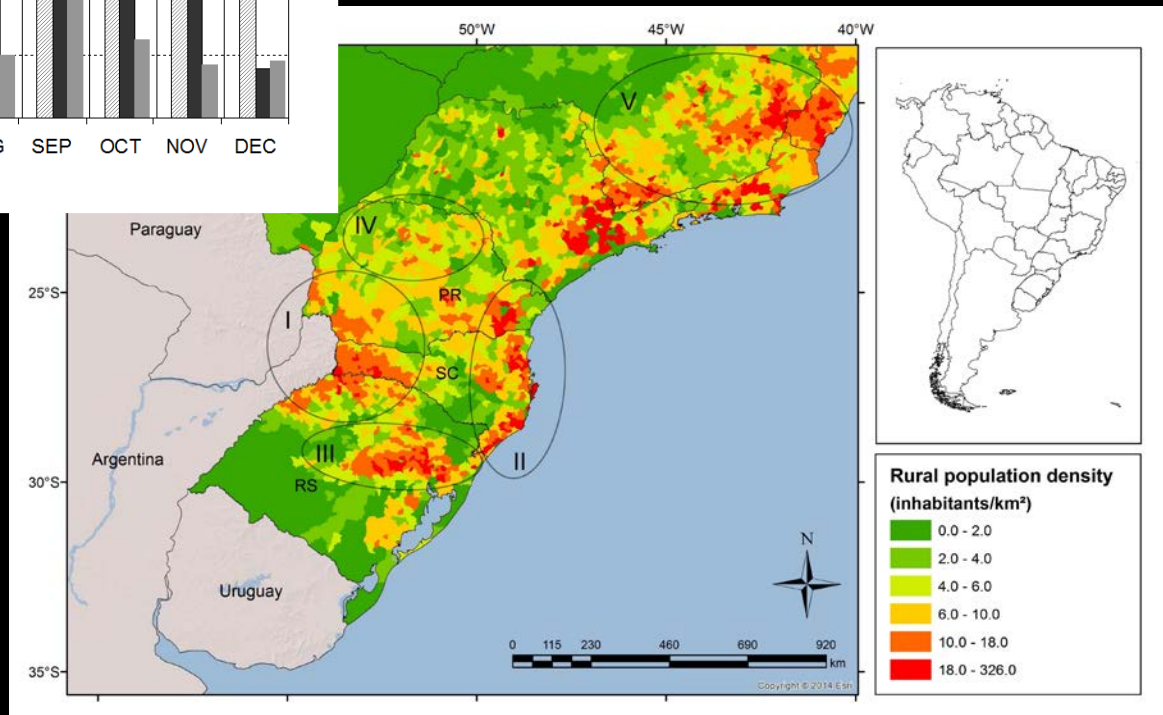 SEP OCT NOV DEC
50°W 45°W 40°W
V
Paraguay
IV
25°S
PR
I
SC
Argentina
III
II
30°S
RS
Uruguay
N
0 115 230 460 690 920
km
35°S
Copyright © 2014 Esri
Rural population density
(inhabitants/km²)
0.0 - 2.0
2.0 - 4.0
4.0 - 6.0
6.0 - 10.0
10.0 - 18.0
18.0 - 326.0